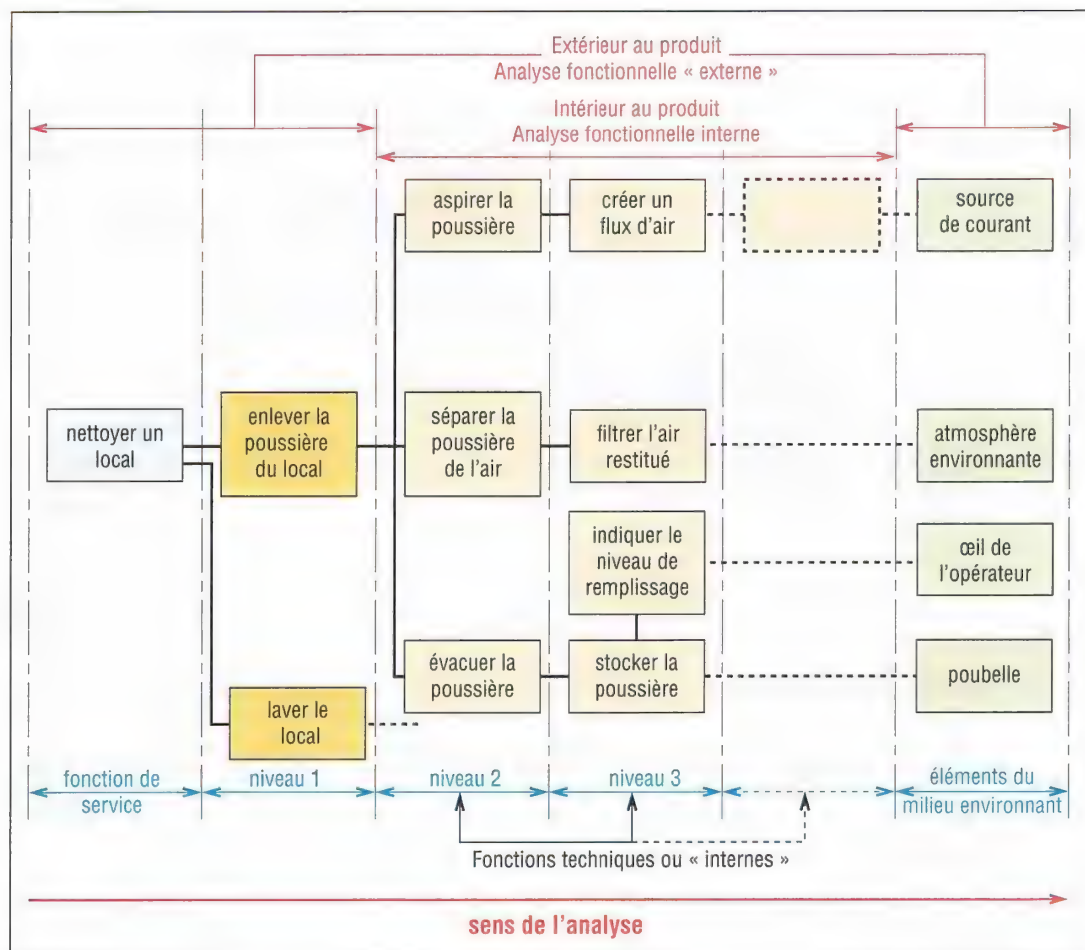 Extérieur au produit
Analyse fonctionnelle « externe »
Intérieur au produit
Analyse fonctionnelle interne
aspirer la
poussière
créer un
flux d'air
source
de courant
nettoyer un
local
enlever la
poussière
du local
séparer la
poussière
de l'air
filtrer l'air
restitué
atmosphère
environnante
indiquer le
niveau de
remplissage
œil de
l'opérateur
évacuer la
poussière
stocker la
poussière
poubelle
laver le
local
fonction de
service
niveau 1
niveau 2
niveau 3
éléments du
milieu environnant
Fonctions techniques ou « internes »
sens de l'analyse